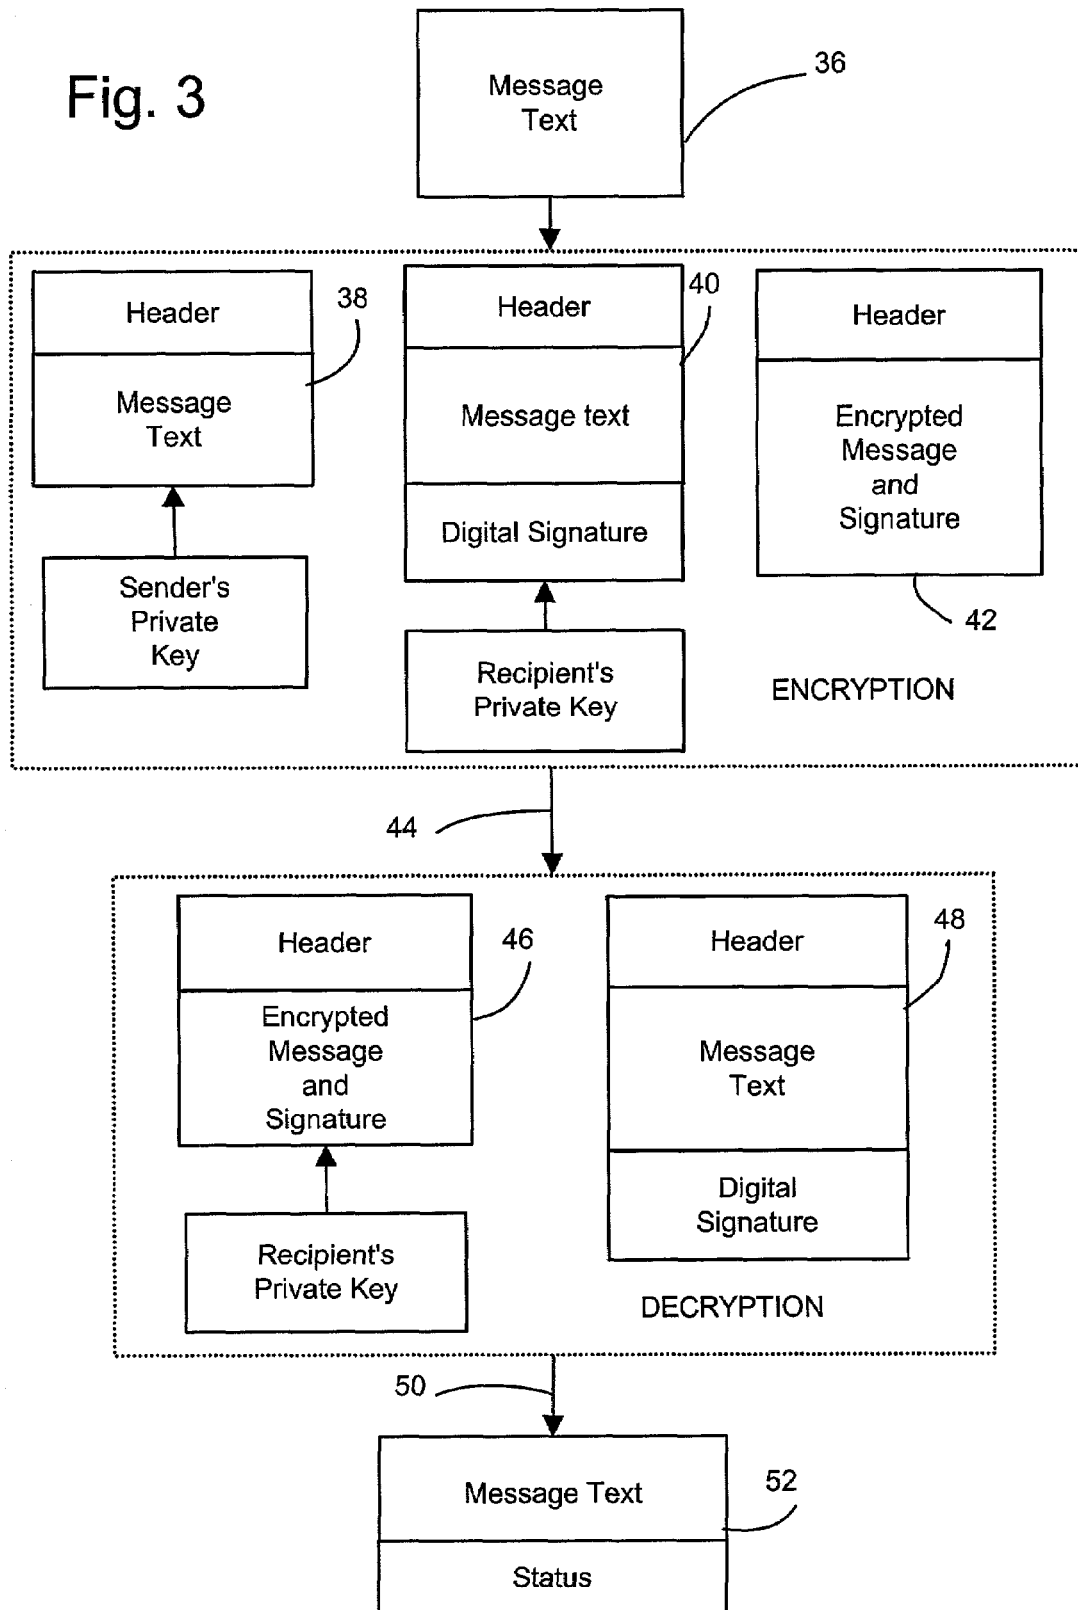 Fig. 3
Message
Text
36
Header
Message
Text
38
Sender's
Private
Key
Header
Message text
Digital Signature
40
Recipient's
Private Key
Header
Encrypted
Message
and
Signature
42
ENCRYPTION
44
Header
Encrypted
Message
and
Signature
46
Recipient's
Private Key
Header
Message
Text
Digital
Signature
48
DECRYPTION
50
Message Text
Status
52